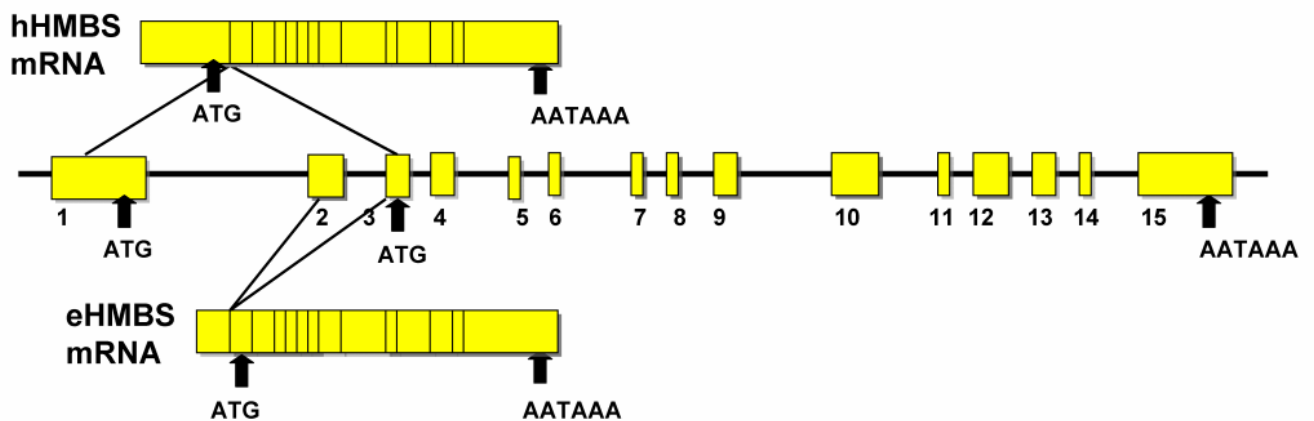 hHMBS
mRNA
ATG
AATAAA
1 2 3 4 5 6 7 8 9 10 11 12 13 14 15
ATG
ATG
AATAAA
eHMBS
mRNA
ATG
AATAAA